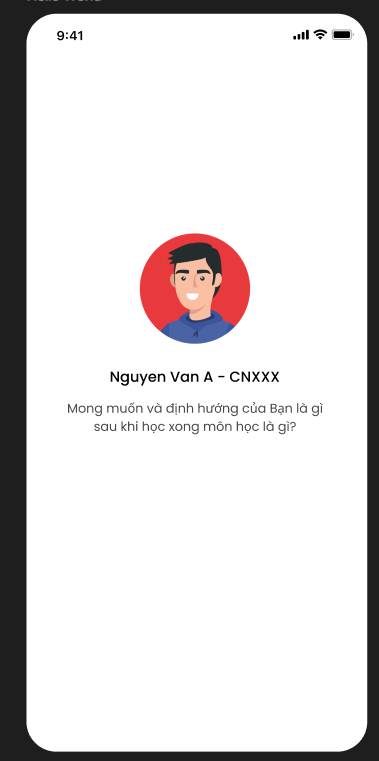 9:41
Nguyen Van A - CNXXX
Mong muốn và định hướng của Bạn là gì
sau khi học xong môn học là gì?